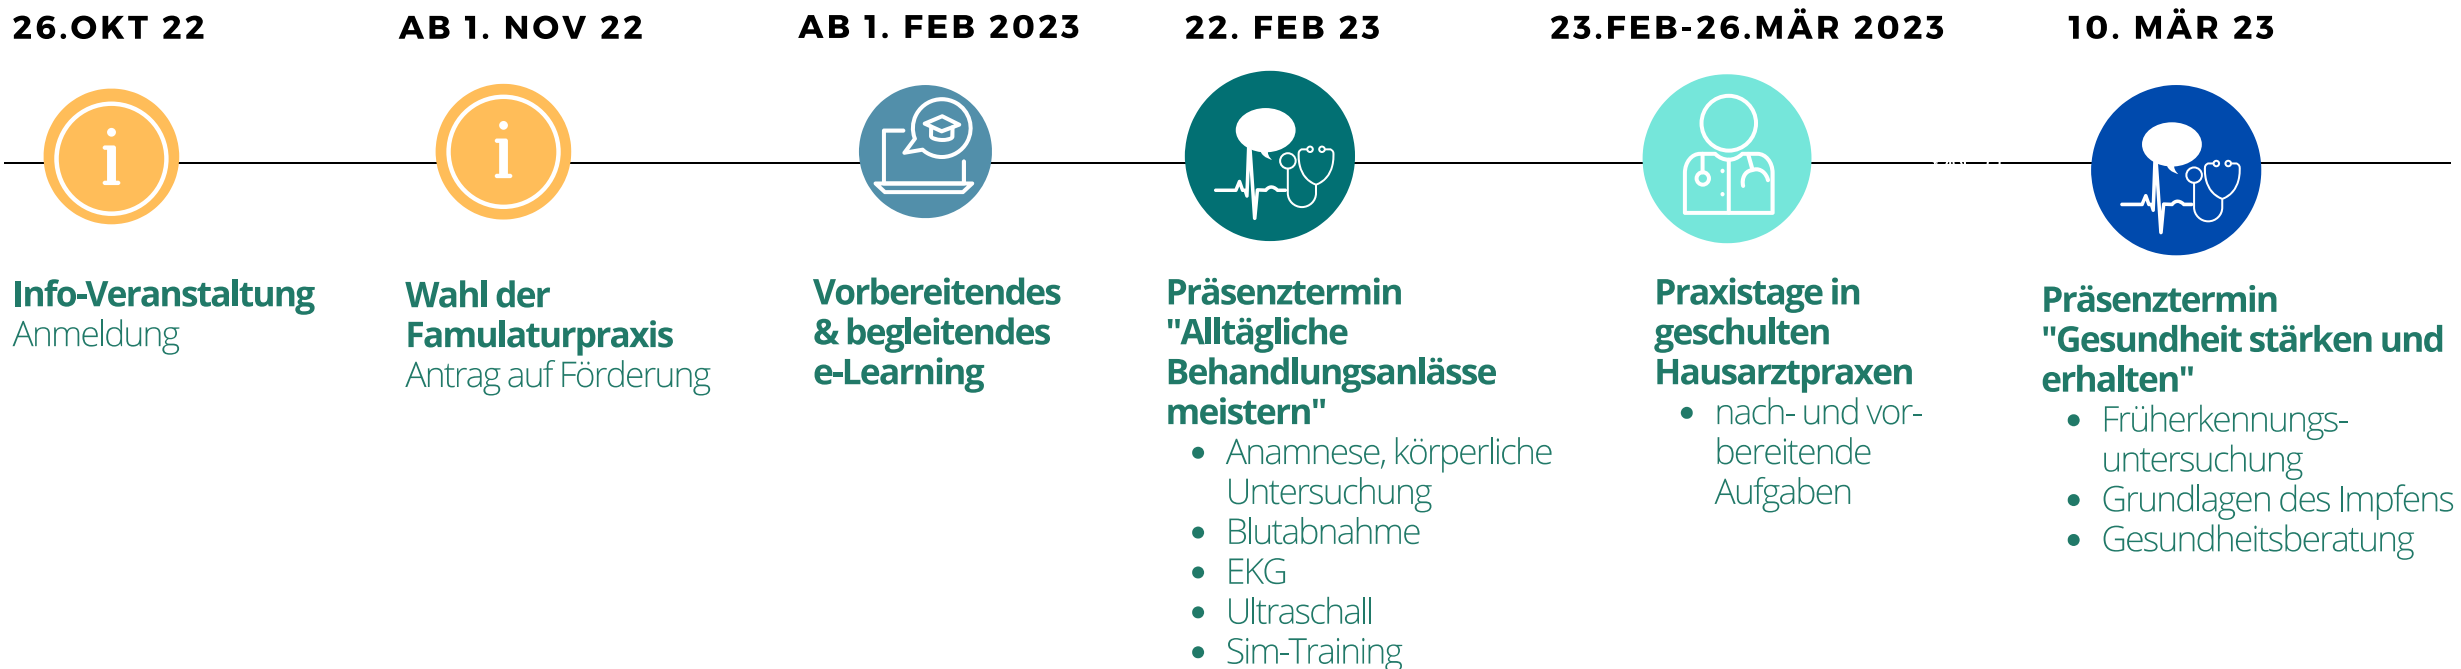 26.OKT 22
Info-Veranstaltung
Anmeldung
AB 1. NOV 22
i
i
Wahl der
Famulaturpraxis
Antrag auf Förderung
AB 1. FEB 2023
Vorbereitendes
& begleitendes
e-Learning
22. FEB 23
Präsenztermin
"Alltägliche
Behandlungsanlässe
meistern"
• Anamnese, körperliche
Untersuchung
• Blutabnahme
• EKG
• Ultraschall
• Sim-Training
23.FEB-26.MÄR 2023
Praxistage in
geschulten
Hausarztpraxen
• nach- und vor-
bereitende
Aufgaben
10. MÄR 23
Präsenztermin
"Gesundheit stärken und
erhalten"
• Früherkennungs-
untersuchung
• Grundlagen des Impfens
• Gesundheitsberatung